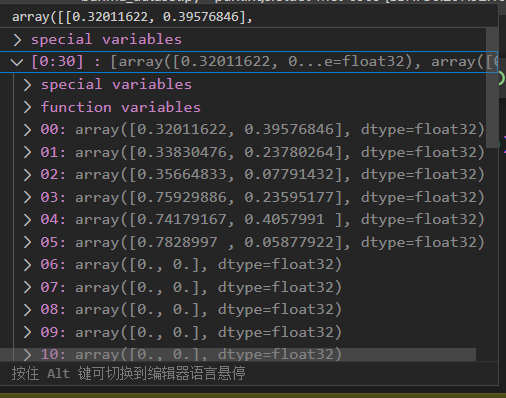 array([[0.32011622, 0.39576846],
special variables
[0:30] : [array([0.32011622, 0...e=float32), array([0
special variables
function variables
00: array([0.32011622, 0.39576846], dtype=float32)
01: array([0.33830476, 0.23780264], dtype=float32)
02: array([0.35664833, 0.07791432], dtype=float32)
03: array([0.75929886, 0.23595177], dtype=float32)
04: array([0.74179167, 0.4057991 ], dtype=float32)
05: array([0.7828997 , 0.05877922], dtype=float32)
06: array([0., 0.], dtype=float32)
07: array([0., 0.], dtype=float32)
08: array([0., 0.], dtype=float32)
09: array([0., 0.], dtype=float32)
10: array([0., 0.], dtype=float32)
按住 Alt 键可切换到编辑器语言悬停